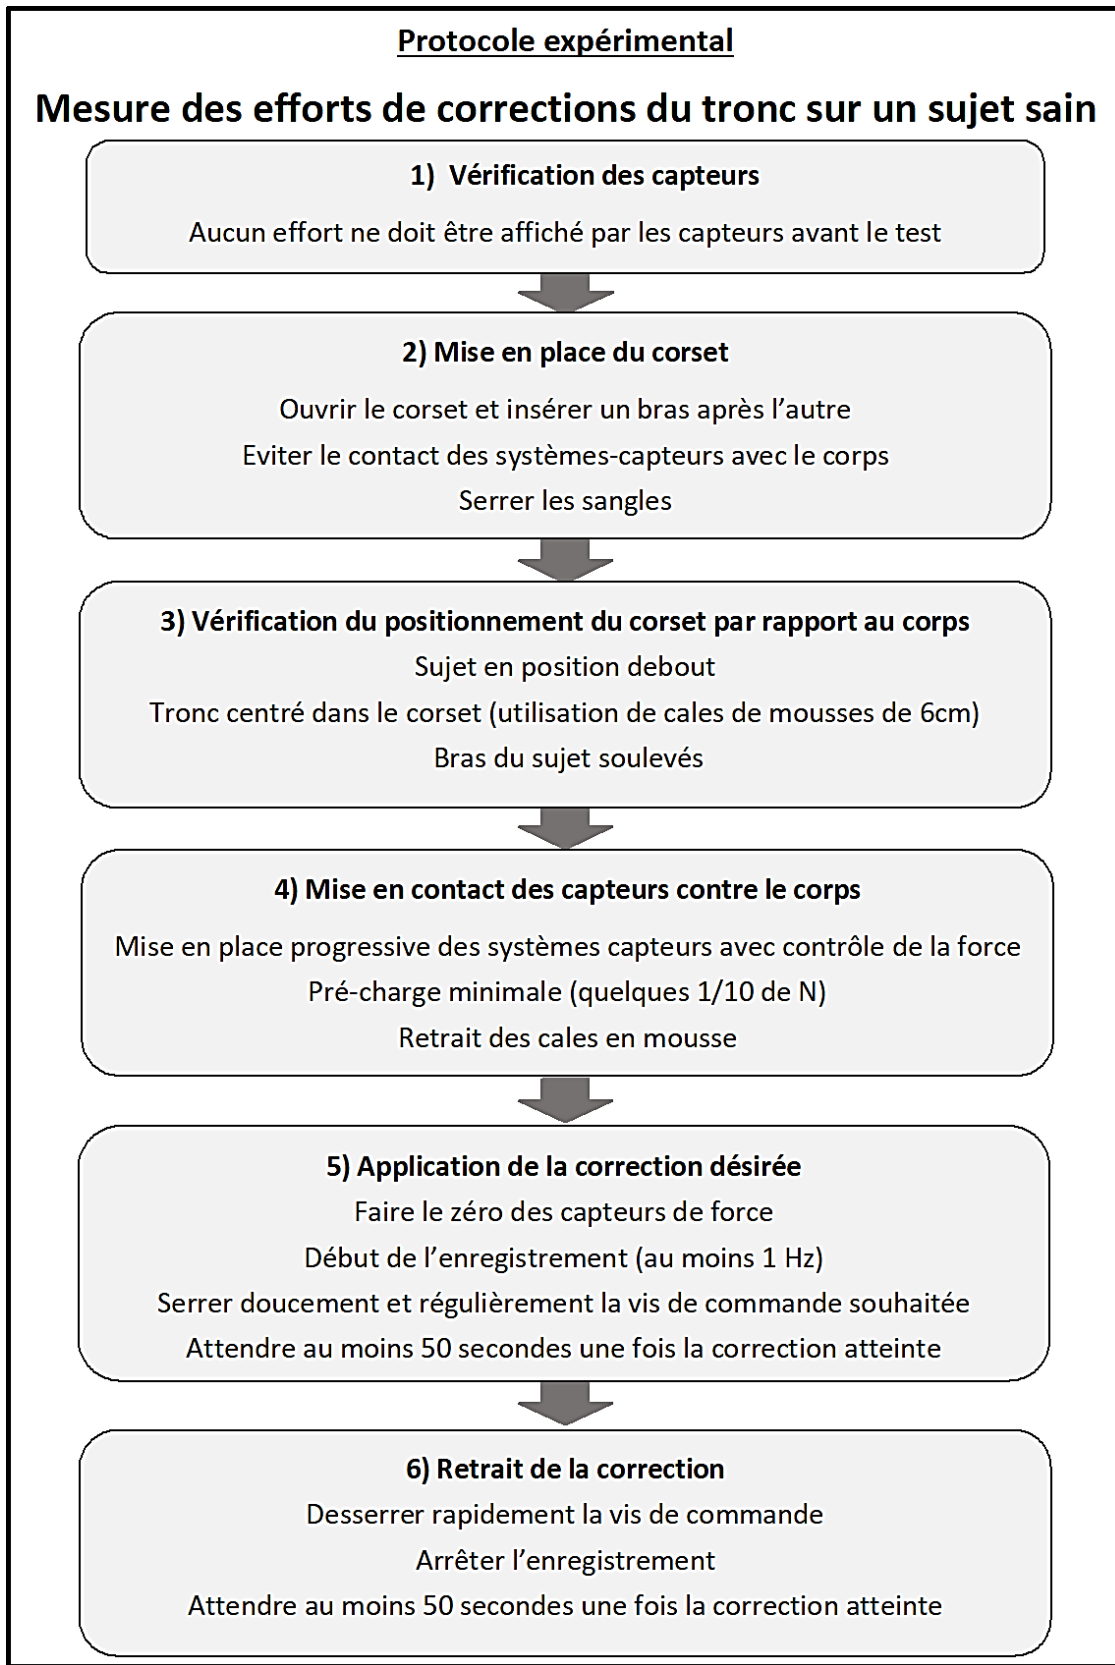 Protocole expérimental
Mesure des efforts de corrections du tronc sur un sujet sain
1) Vérification des capteurs
Aucun effort ne doit être affiché par les capteurs avant le test
2) Mise en place du corset
Ouvrir le corset et insérer un bras après l'autre
Eviter le contact des systèmes-capteurs avec le corps
Serrer les sangles
3) Vérification du positionnement du corset par rapport au corps
Sujet en position debout
Tronc centré dans le corset (utilisation de cales de mousses de 6cm)
Bras du sujet soulevés
4) Mise en contact des capteurs contre le corps
Mise en place progressive des systèmes capteurs avec contrôle de la force
Pré-charge minimale (quelques 1/10 de N)
Retrait des cales en mousse
5) Application de la correction désirée
Faire le zéro des capteurs de force
Début de l'enregistrement (au moins 1 Hz)
Serrer doucement et régulièrement la vis de commande souhaitée
Attendre au moins 50 secondes une fois la correction atteinte
6) Retrait de la correction
Desserrer rapidement la vis de commande
Arrêter l'enregistrement
Attendre au moins 50 secondes une fois la correction atteinte